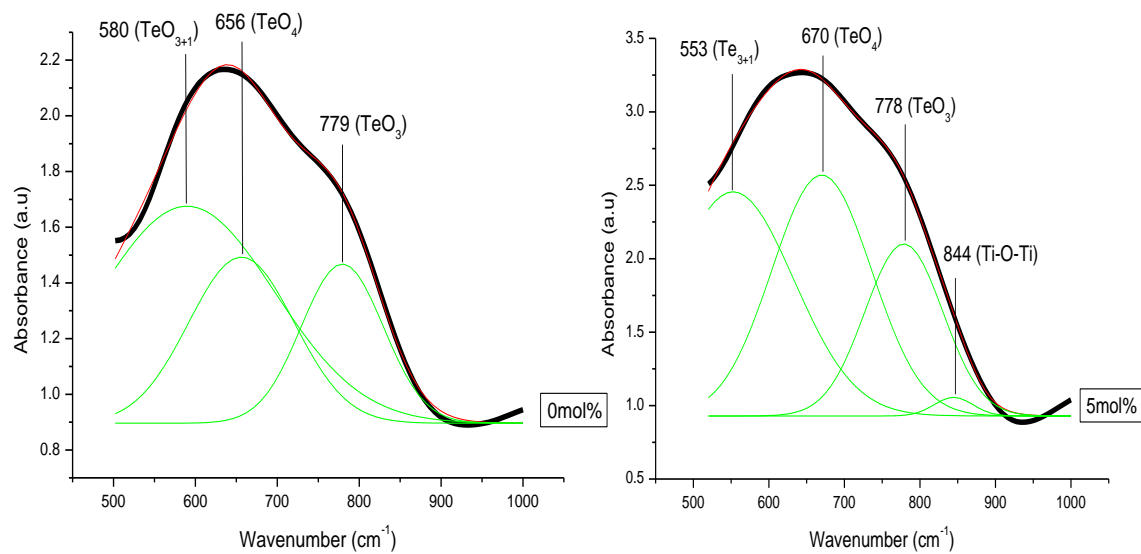 580 (TeO₃₊₁)
656 (TeO₄)
779 (TeO₃)
2.2
2.0
1.8
1.6
1.4
1.2
1.0
0.8
Absorbance (a.u)
500 600 700 800 900 1000
Wavenumber (cm⁻¹)
0mol%
553 (Te₃₊₁)
670 (TeO₄)
778 (TeO₃)
844 (Ti-O-Ti)
3.5
3.0
2.5
2.0
1.5
1.0
0.5
Absorbance (a.u)
500 600 700 800 900 1000
Wavenumber (cm⁻¹)
5mol%